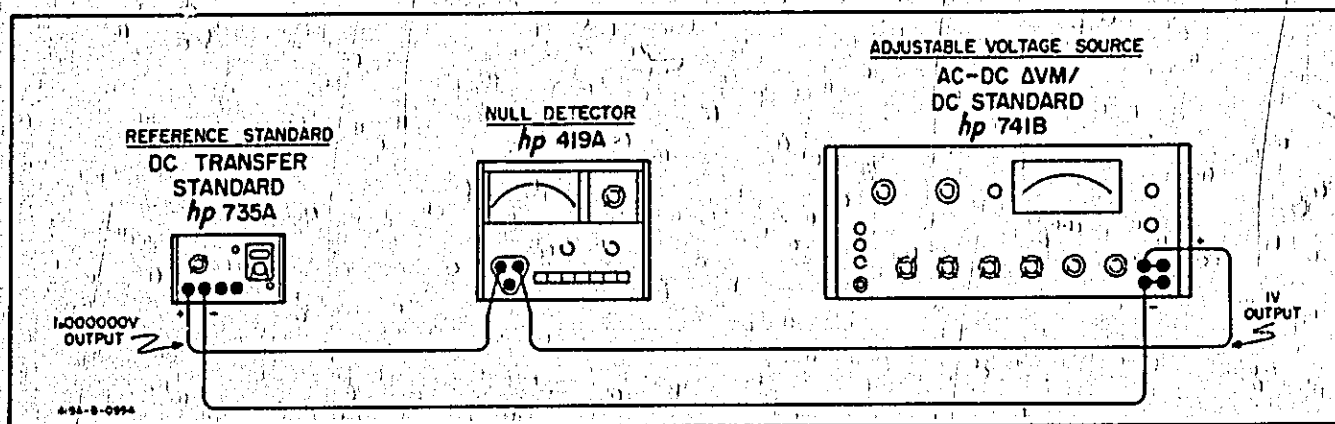 REFERENCE STANDARD
DC TRANSFER
STANDARD
hp 735A
NULL DETECTOR
hp 419A
ADJUSTABLE VOLTAGE SOURCE
AC-DC ΔVM/
DC STANDARD
hp 741B
+ -
1.000000V
OUTPUT
+
-
1V
OUTPUT